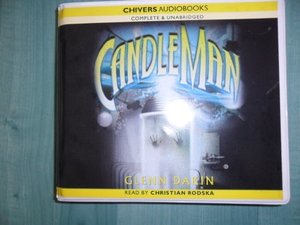 CHIVERS AUDIOBOOKS
COMPLETE & UNABRIDGED
CANDLEMAN
GLENN DAKIN
READ BY CHRISTIAN RODSKA